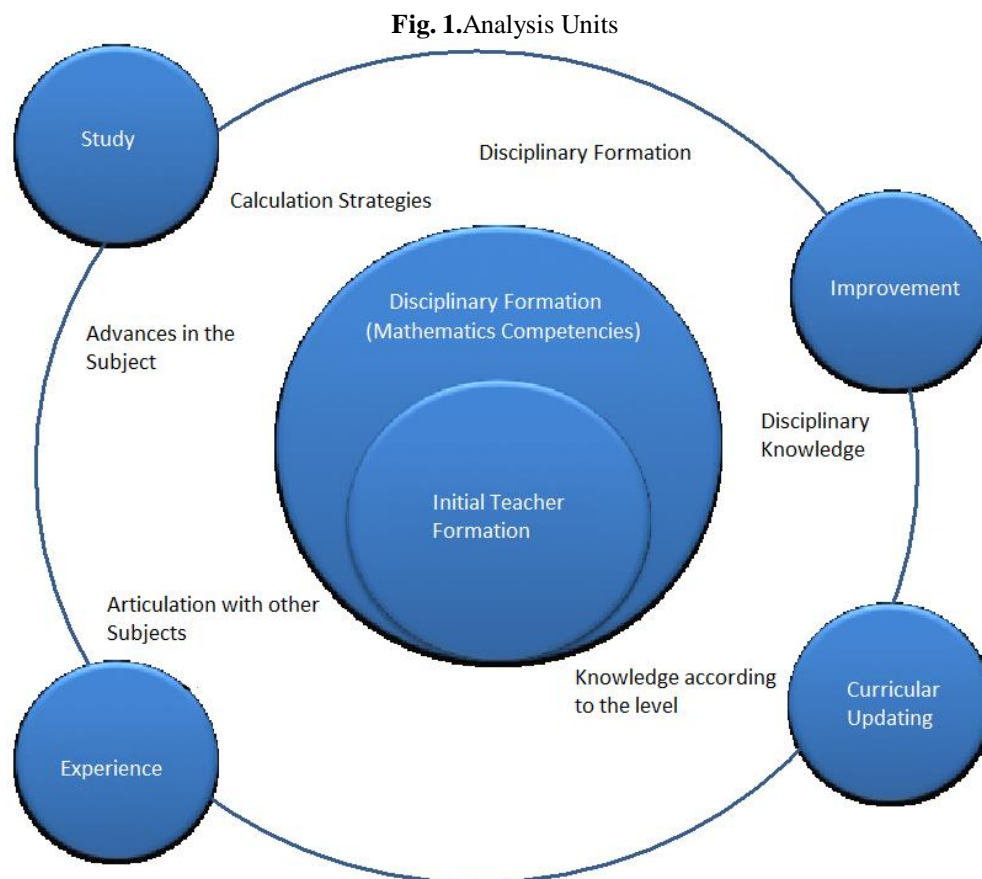 Fig. 1.Analysis Units
Study
Disciplinary Formation
Calculation Strategies
Improvement
Disciplinary Formation
(Mathematics Competencies)
Advances in the
Subject
Disciplinary
Knowledge
Initial Teacher
Formation
Articulation with other
Subjects
Knowledge according
to the level
Curricular
Updating
Experience